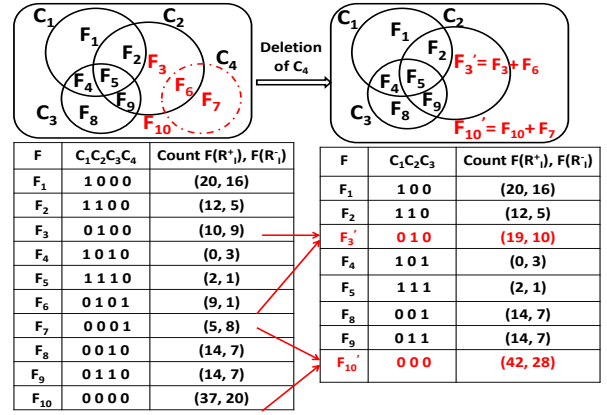 C₁ C₂
F₁
F₂ F₃ C₄
F₄ F₅ F₆ F₇
C₃ F₈ F₉ F₁₀
Deletion
of C₄
C₁ C₂
F₁
F₂
F₃' = F₃ + F₆
F₄ F₅
C₃ F₈ F₉
F₁₀' = F₁₀ + F₇
F C₁C₂C₃C₄ Count F(R⁺ₗ), F(R⁻ₗ)
F₁ 1 0 0 0 (20, 16)
F₂ 1 1 0 0 (12, 5)
F₃ 0 1 0 0 (10, 9)
F₄ 1 0 1 0 (0, 3)
F₅ 1 1 1 0 (2, 1)
F₆ 0 1 0 1 (9, 1)
F₇ 0 0 0 1 (5, 8)
F₈ 0 0 1 0 (14, 7)
F₉ 0 1 1 0 (14, 7)
F₁₀ 0 0 0 0 (37, 20)
F C₁C₂C₃ Count F(R⁺ₗ), F(R⁻ₗ)
F₁ 1 0 0 (20, 16)
F₂ 1 1 0 (12, 5)
F₃' 0 1 0 (19, 10)
F₄ 1 0 1 (0, 3)
F₅ 1 1 1 (2, 1)
F₈ 0 0 1 (14, 7)
F₉ 0 1 1 (14, 7)
F₁₀' 0 0 0 (42, 28)